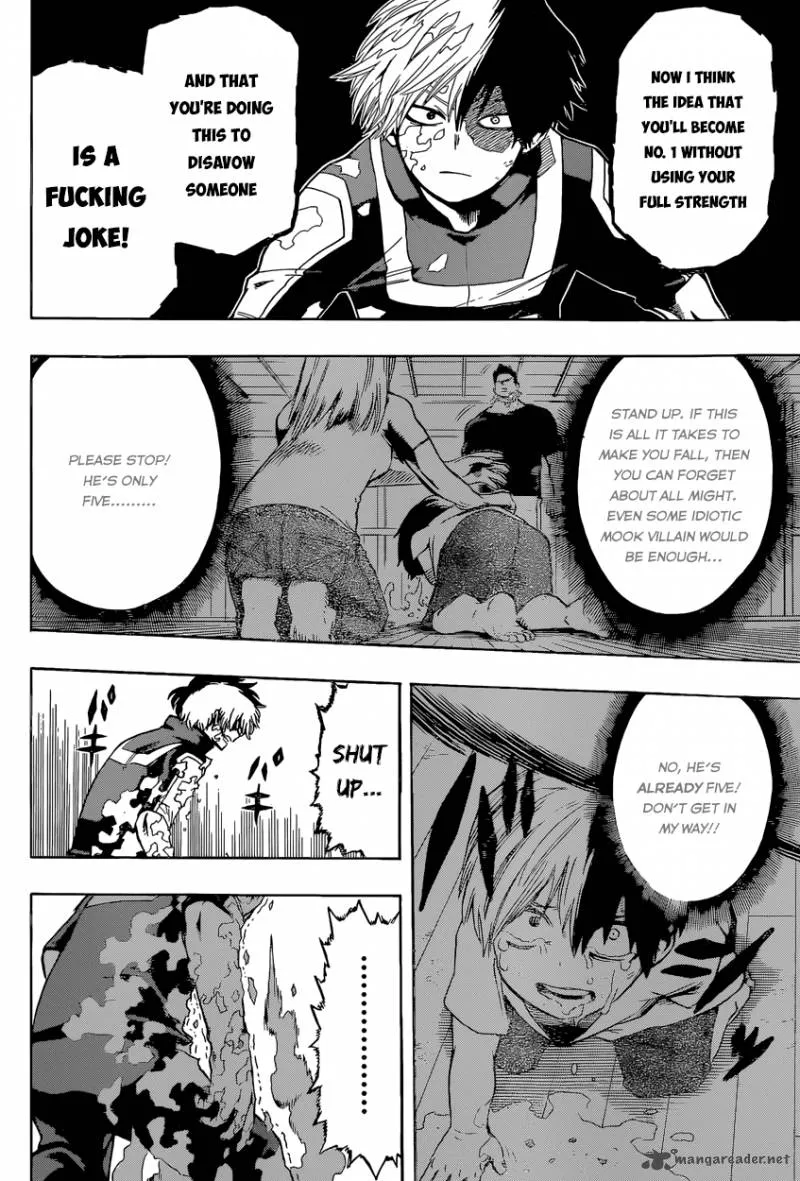 NOW I THINK
THE IDEA THAT
YOU'LL BECOME
NO. 1 WITHOUT
USING YOUR
FULL STRENGTH
AND THAT
YOU'RE DOING
THIS TO
DISAVOW
SOMEONE
IS A
FUCKING
JOKE!
STAND UP. IF THIS
IS ALL IT TAKES TO
MAKE YOU FALL, THEN
YOU CAN FORGET
ABOUT ALL MIGHT.
EVEN SOME IDIOTIC
MOOK VILLAIN WOULD
BE ENOUGH...
PLEASE STOP!
HE'S ONLY
FIVE.........
NO, HE'S
ALREADY FIVE!
DON'T GET IN
MY WAY!!
SHUT
UP...
..........
mangareader.net